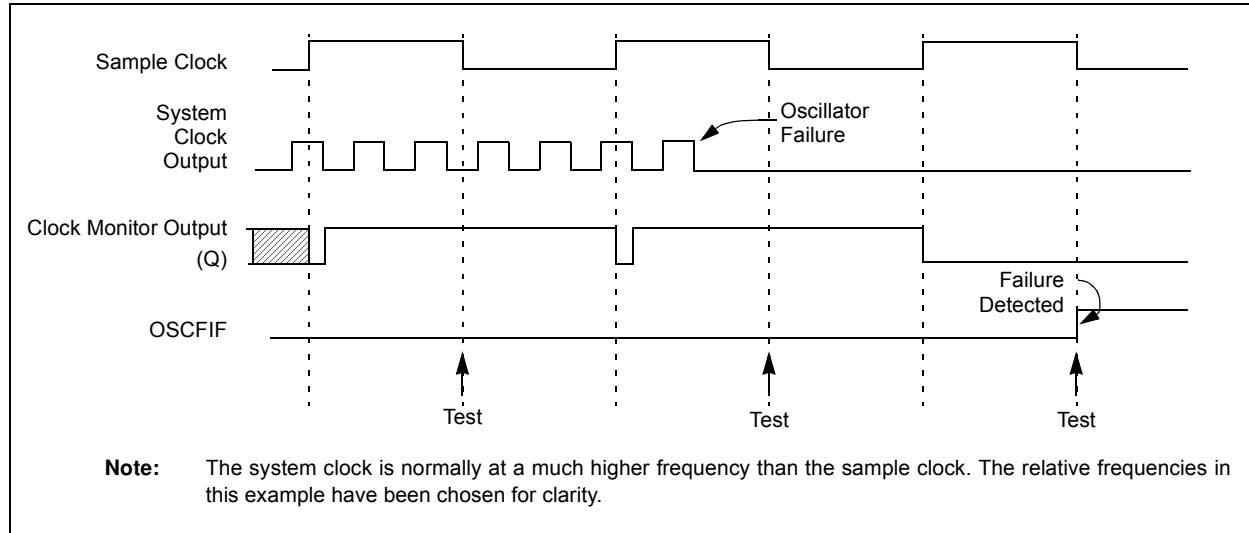 Sample Clock
System
Clock
Output
Oscillator
Failure
Clock Monitor Output
(Q)
Failure
Detected
OSCFIF
Test
Test
Test
Note: The system clock is normally at a much higher frequency than the sample clock. The relative frequencies in
this example have been chosen for clarity.